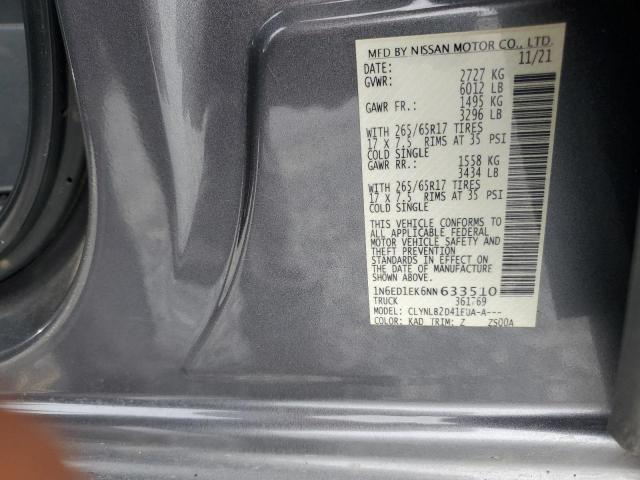 MFD BY NISSAN MOTOR CO., LTD.
DATE: 11/21
GVWR: 2727 KG
6012 LB
GAWR FR.: 1495 KG
3296 LB
WITH 265/65R17 TIRES
17 X 7.5 RIMS AT 35 PSI
COLD SINGLE
GAWR RR.: 1558 KG
3434 LB
WITH 265/65R17 TIRES
17 X 7.5 RIMS AT 35 PSI
COLD SINGLE
THIS VEHICLE CONFORMS TO
ALL APPLICABLE FEDERAL
MOTOR VEHICLE SAFETY AND
THEFT PREVENTION
STANDARDS IN EFFECT ON
THE DATE OF MANUFACTURE
SHOWN ABOVE.
1N6ED1EK6NN633510
TRUCK 361769
MODEL:
COLOR: KAD TRIM: Z Z500A